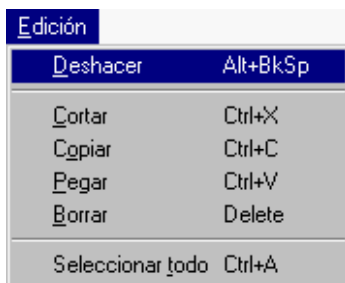 Edición
Deshacer Alt+BkSp
Cortar Ctrl+X
Copiar Ctrl+C
Pegar Ctrl+V
Borrar Delete
Seleccionar todo Ctrl+A